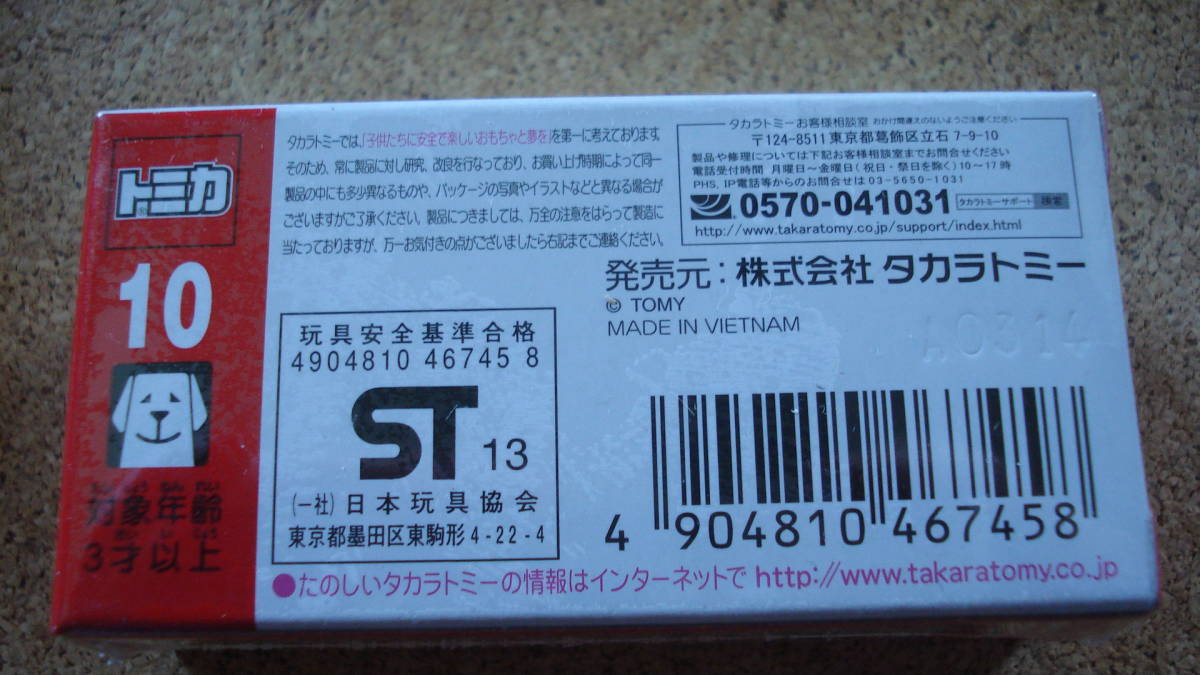 トミカ
10
対象年齢
3才以上
タカラトミーでは、「子供たちに安全で楽しいおもちゃと夢を」を第一に考えております。
そのため、常に製品に対し研究、改良を行なっており、お買い上げ時期によって同一
製品の中にも多少異なるものや、パッケージの写真やイラストなどと異なる場合が
ございますがご了承ください。製品につきましては、万全の注意をはらって製造に
当たっておりますが、万一お気付きの点がございましたら右記までご連絡ください。
タカラトミーお客様相談室 おかけ間違えのないようご注意ください
〒124-8511 東京都葛飾区立石 7-9-10
製品や修理については下記お客様相談室までお問合せください
電話受付時間 月曜日〜金曜日(祝日・祭日を除く)10〜17時
PHS, IP電話等からのお問合せは 03-5650-1031
0570-041031 タカラトミーサポート 検索
http://www.takaratomy.co.jp/support/index.html
発売元：株式会社 タカラトミー
© TOMY
MADE IN VIETNAM
A0314
玩具安全基準合格
4904810 46745 8
ST 13
(一社)日本玩具協会
東京都墨田区東駒形 4-22-4
4 904810 467458
●たのしいタカラトミーの情報はインターネットで http://www.takaratomy.co.jp